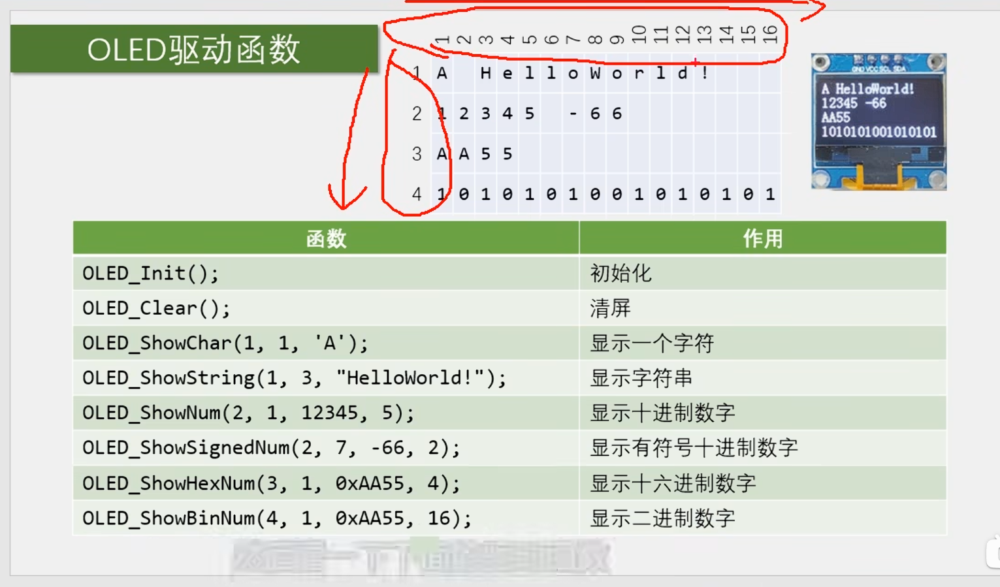 OLED驱动函数
1 2 3 4 5 6 7 8 9 10 11 12 13 14 15 16
1 A H e l l o W o r l d !
2 1 2 3 4 5 - 6 6
3 A A 5 5
4 1 0 1 0 1 0 1 0 0 1 0 1 0 1 0 1
GND VCC SCL SDA
A HelloWorld!
12345 -66
AA55
1010101001010101
函数 作用
OLED_Init(); 初始化
OLED_Clear(); 清屏
OLED_ShowChar(1, 1, 'A'); 显示一个字符
OLED_ShowString(1, 3, "HelloWorld!"); 显示字符串
OLED_ShowNum(2, 1, 12345, 5); 显示十进制数字
OLED_ShowSignedNum(2, 7, -66, 2); 显示有符号十进制数字
OLED_ShowHexNum(3, 1, 0xAA55, 4); 显示十六进制数字
OLED_ShowBinNum(4, 1, 0xAA55, 16); 显示二进制数字